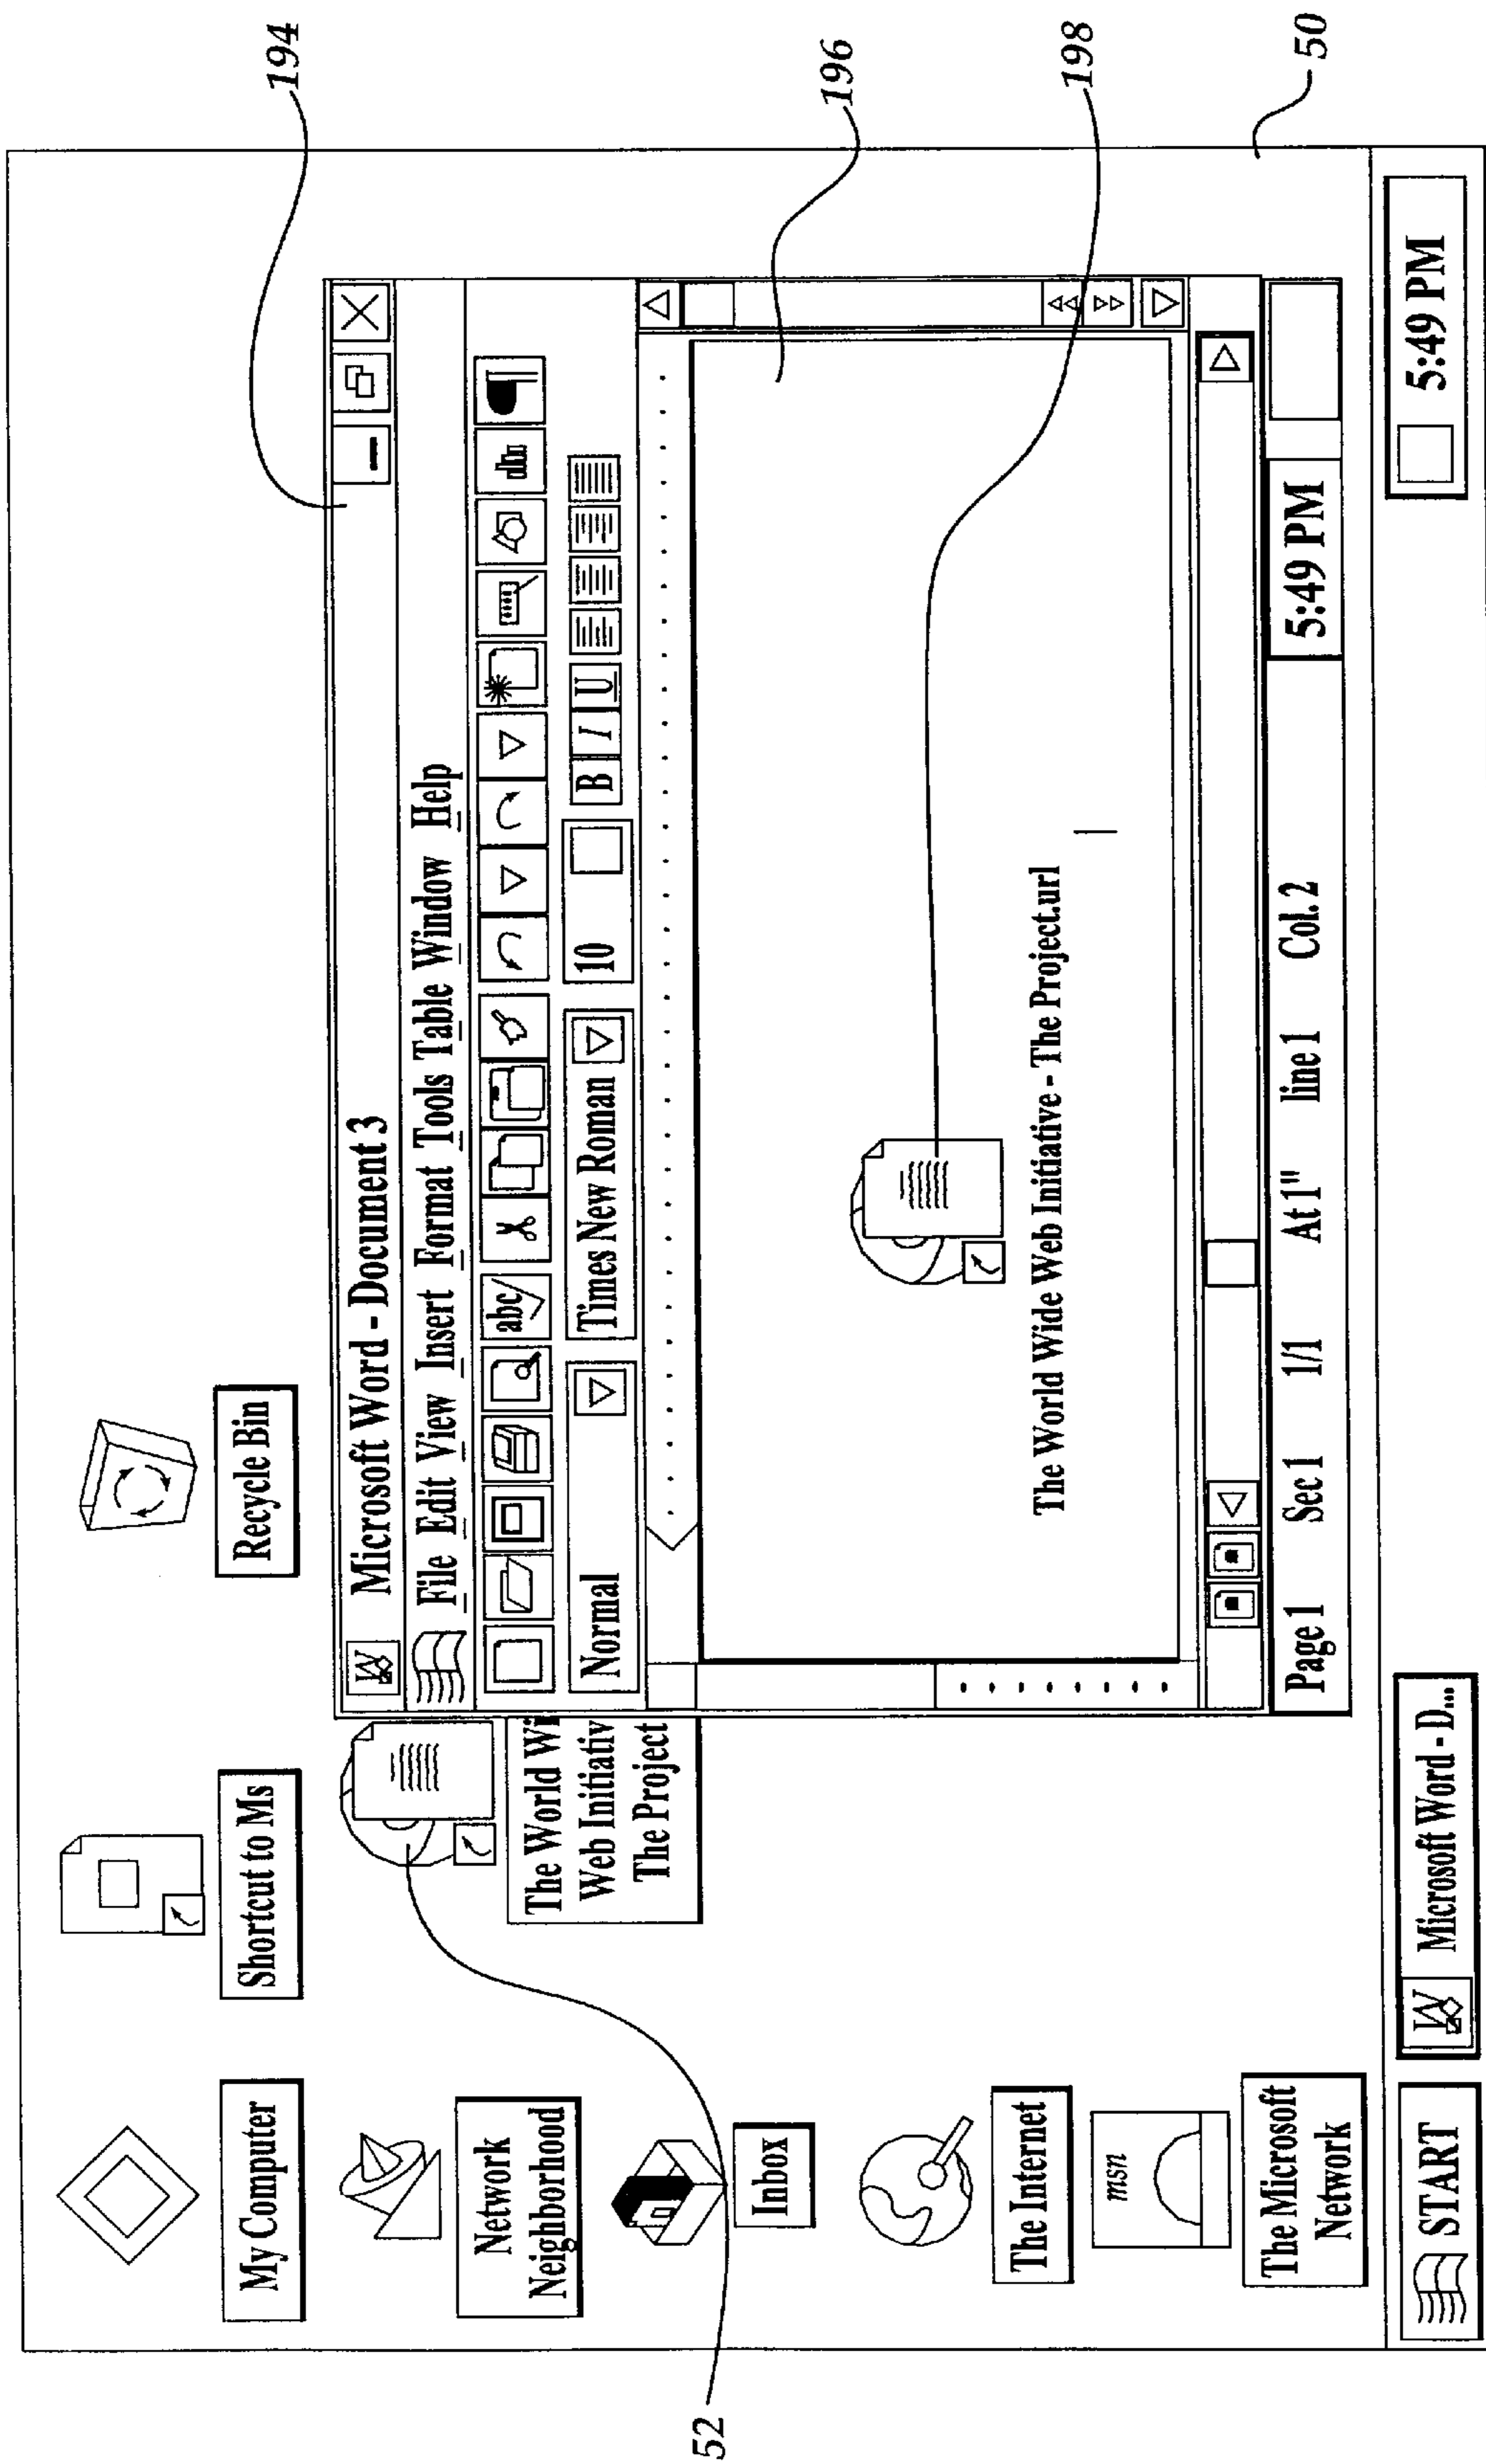 194
196
198
50
52
My Computer
Shortcut to Ms
Recycle Bin
Network
Neighborhood
The World Wi
Web Initiativ
The Project
Inbox
The Internet
msn
The Microsoft
Network
Microsoft Word - Document 3
File Edit View Insert Format Tools Table Window Help
abc
Normal Times New Roman 10 B I U
The World Wide Web Initiative - The Project.url
Page 1 Sec 1 1/1 At 1" line 1 Col. 2 5:49 PM
START Microsoft Word - D... 5:49 PM